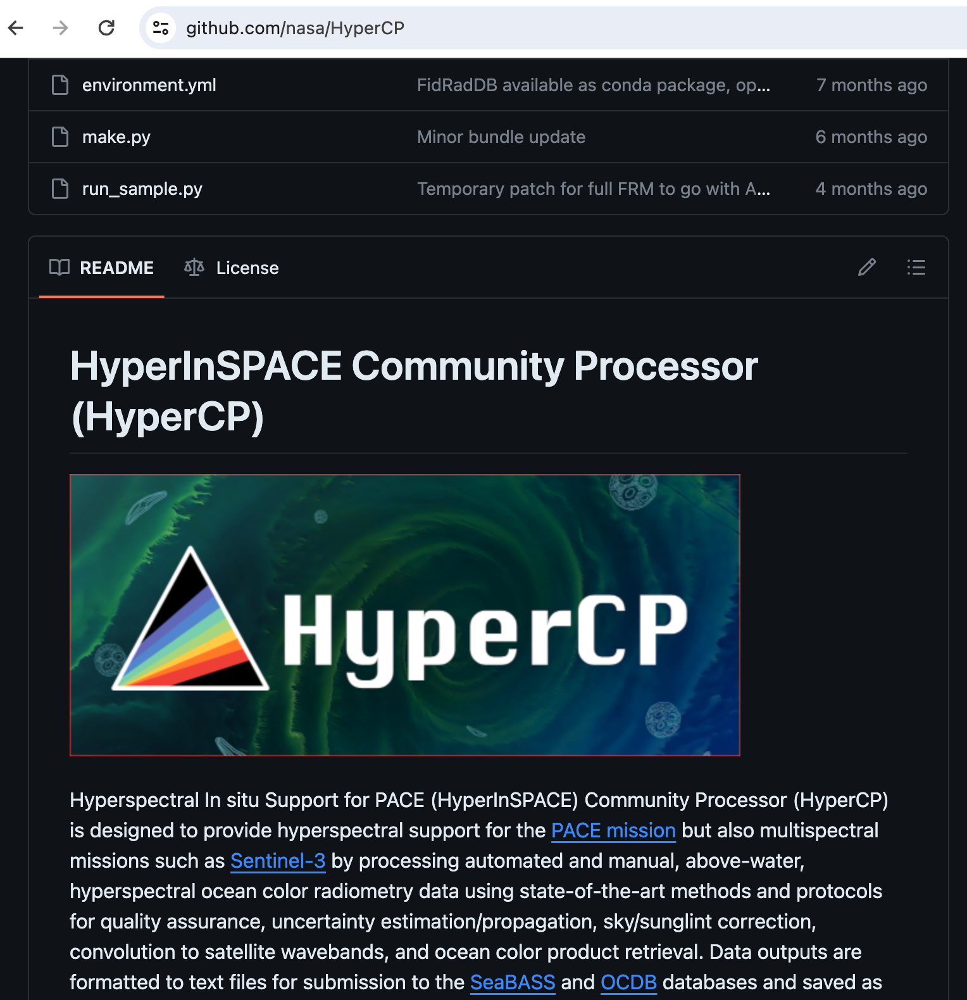 github.com/nasa/HyperCP
environment.yml FidRadDB available as conda package, op... 7 months ago
make.py Minor bundle update 6 months ago
run_sample.py Temporary patch for full FRM to go with A... 4 months ago
README License
HyperInSPACE Community Processor
(HyperCP)
HyperCP
Hyperspectral In situ Support for PACE (HyperInSPACE) Community Processor (HyperCP)
is designed to provide hyperspectral support for the PACE mission but also multispectral
missions such as Sentinel-3 by processing automated and manual, above-water,
hyperspectral ocean color radiometry data using state-of-the-art methods and protocols
for quality assurance, uncertainty estimation/propagation, sky/sunglint correction,
convolution to satellite wavebands, and ocean color product retrieval. Data outputs are
formatted to text files for submission to the SeaBASS and OCDB databases and saved as